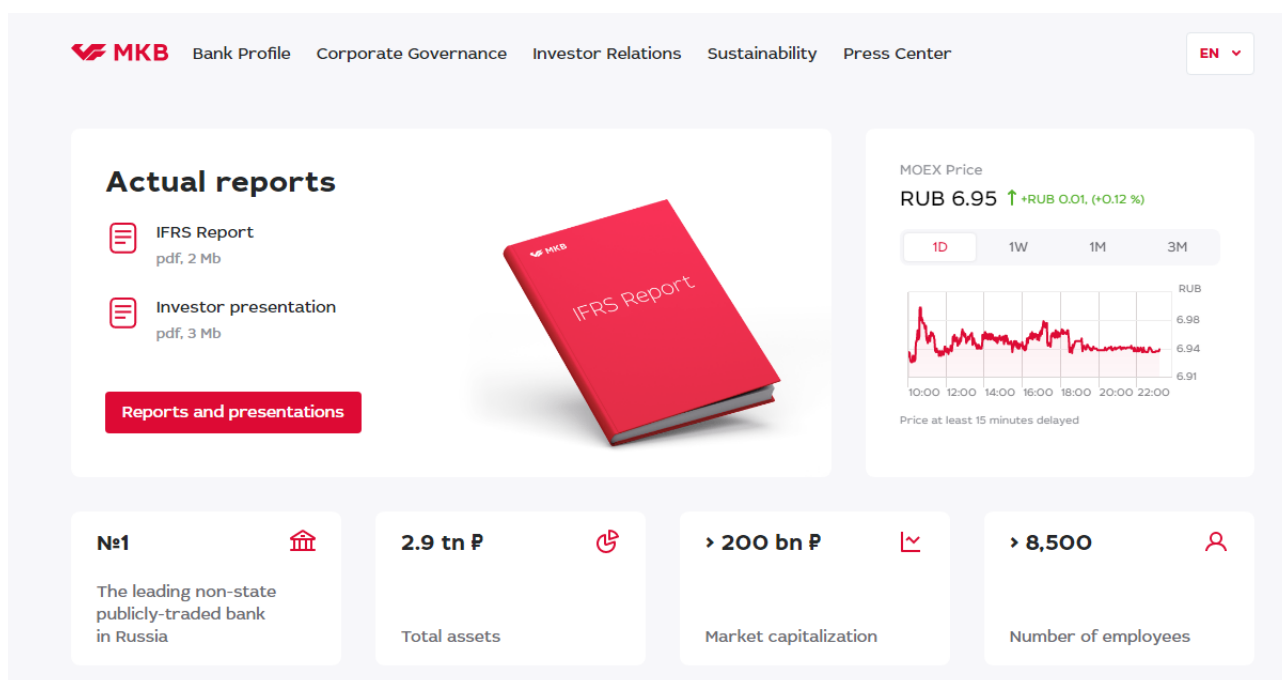 MKB Bank Profile Corporate Governance Investor Relations Sustainability Press Center EN
Actual reports
IFRS Report
pdf, 2 Mb
Investor presentation
pdf, 3 Mb
Reports and presentations
MKB
IFRS Report
MOEX Price
RUB 6.95 ↑ +RUB 0.01, (+0.12 %)
1D 1W 1M 3M
RUB
6.98
6.94
6.91
10:00 12:00 14:00 16:00 18:00 20:00 22:00
Price at least 15 minutes delayed
№1
The leading non-state
publicly-traded bank
in Russia
2.9 tn ₽
Total assets
> 200 bn ₽
Market capitalization
> 8,500
Number of employees